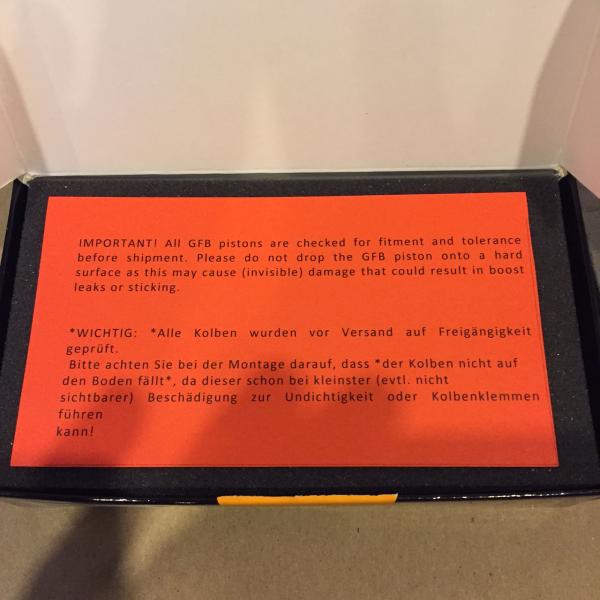 IMPORTANT! All GFB pistons are checked for fitment and tolerance
before shipment. Please do not drop the GFB piston onto a hard
surface as this may cause (invisible) damage that could result in boost
leaks or sticking.
*WICHTIG: *Alle Kolben wurden vor Versand auf Freigängigkeit
geprüft.
Bitte achten Sie bei der Montage darauf, dass *der Kolben nicht auf
den Boden fällt*, da dieser schon bei kleinster (evtl. nicht
sichtbarer) Beschädigung zur Undichtigkeit oder Kolbenklemmen
führen
kann!